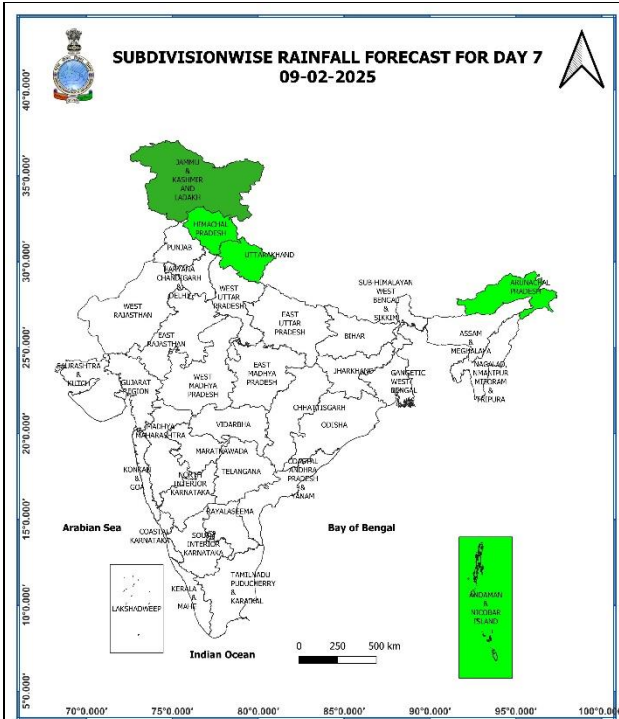 SUBDIVISIONWISE RAINFALL FORECAST FOR DAY 7
09-02-2025
40°0.000'
35°0.000'
30°0.000'
25°0.000'
20°0.000'
15°0.000'
10°0.000'
5°0.000'
JAMMU
&
KASHMIR
AND
LADAKH
HIMACHAL
PRADESH
PUNJAB
UTTARAKHAND
HARYANA
CHANDIGARH
&
DELHI
WEST
UTTAR
PRADESH
SUB-HIMALAYAN
WEST
BENGAL
&
SIKKIM
ARUNACHAL
PRADESH
WEST
RAJASTHAN
EAST
RAJASTHAN
EAST
UTTAR
PRADESH
BIHAR
ASSAM
&
MEGHALAYA
NAGALAD,
MANIPUR
MIZORAM
&
TRIPURA
SAURASHTRA
&
KUTCH
GUJARAT
REGION
WEST
MADHYA
PRADESH
EAST
MADHYA
PRADESH
JHARKHAND
GANGETIC
WEST
BENGAL
CHHATTISGARH
ODISHA
MADHYA
MAHARASHTRA
VIDARBHA
MARATHAWADA
KONKAN
&
GOA
NORTH
INTERIOR
KARNATAKA
TELANGANA
COASTAL
ANDHRA
PRADESH
&
YANAM
RAYALASEEMA
Arabian Sea
Bay of Bengal
COASTAL
KARNATAKA
SOUTH
INTERIOR
KARNATAKA
LAKSHADWEEP
KERALA
&
MAHE
TAMILNADU
PUDUCHERRY
&
KARAIKAL
ANDAMAN
&
NICOBAR
ISLAND
Indian Ocean
0 250 500 km
70°0.000' 75°0.000' 80°0.000' 85°0.000' 90°0.000' 95°0.000' 100°0.00